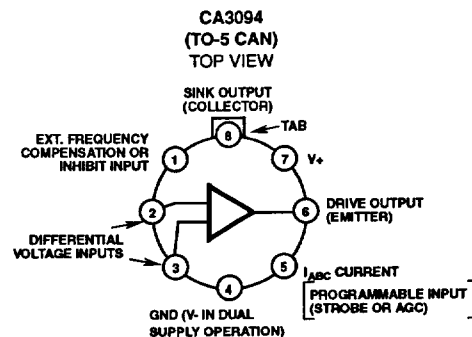 CA3094
(TO-5 CAN)
TOP VIEW
SINK OUTPUT
(COLLECTOR)
TAB
8
EXT. FREQUENCY
COMPENSATION OR
INHIBIT INPUT
1
7
V+
2
6
DRIVE OUTPUT
(EMITTER)
DIFFERENTIAL
VOLTAGE INPUTS
3
5
4
IABC CURRENT
PROGRAMMABLE INPUT
(STROBE OR AGC)
GND (V- IN DUAL
SUPPLY OPERATION)